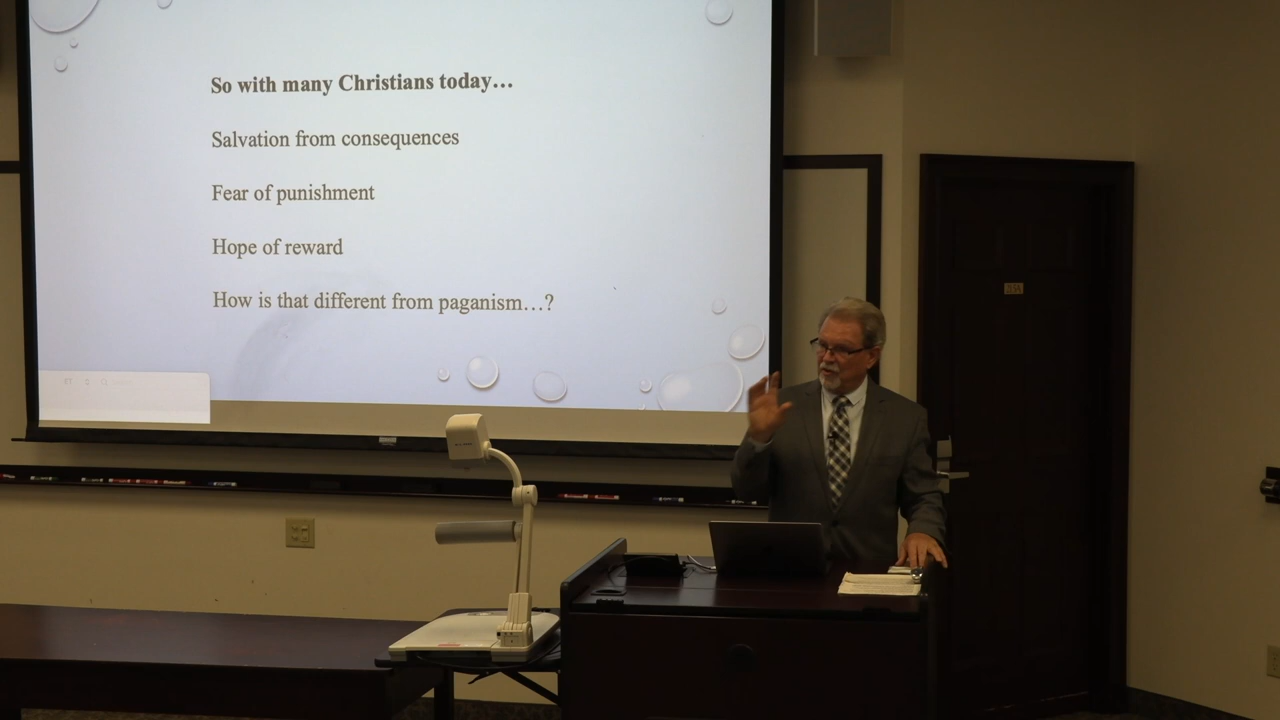 So with many Christians today…
Salvation from consequences
Fear of punishment
Hope of reward
How is that different from paganism…?